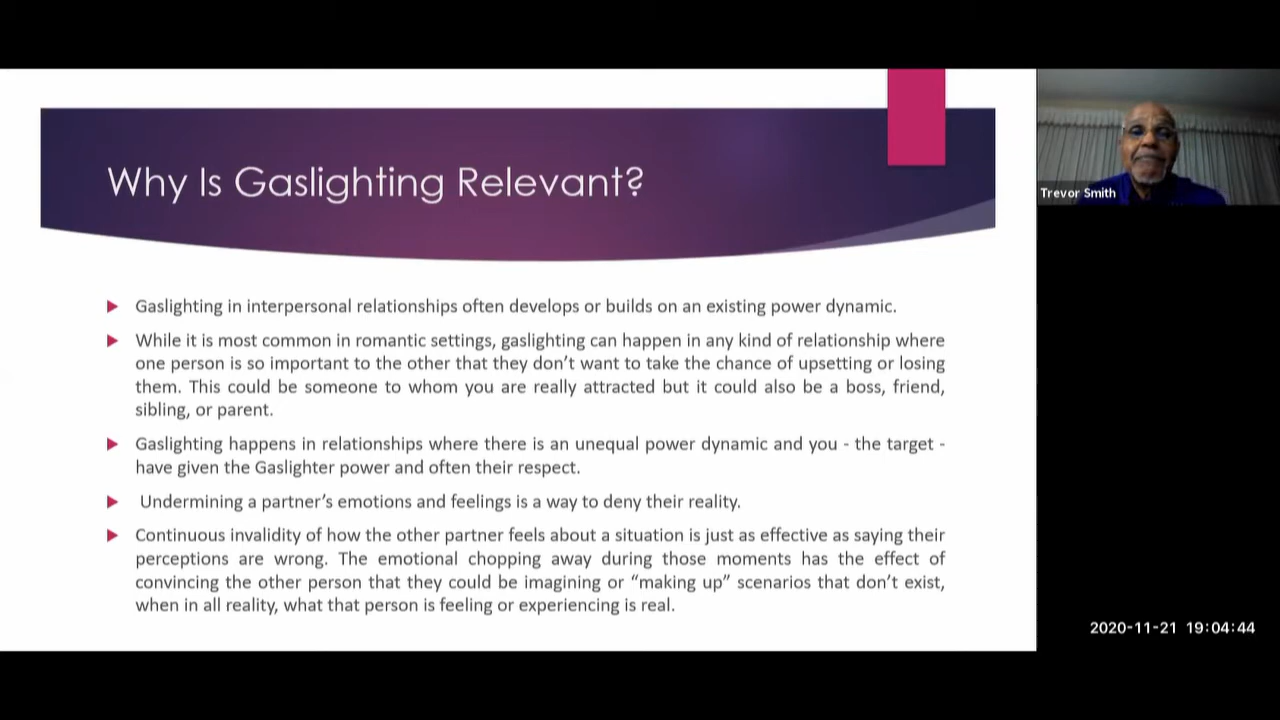 Why Is Gaslighting Relevant?
Gaslighting in interpersonal relationships often develops or builds on an existing power dynamic.
While it is most common in romantic settings, gaslighting can happen in any kind of relationship where
one person is so important to the other that they don’t want to take the chance of upsetting or losing
them. This could be someone to whom you are really attracted but it could also be a boss, friend,
sibling, or parent.
Gaslighting happens in relationships where there is an unequal power dynamic and you - the target -
have given the Gaslighter power and often their respect.
Undermining a partner’s emotions and feelings is a way to deny their reality.
Continuous invalidity of how the other partner feels about a situation is just as effective as saying their
perceptions are wrong. The emotional chopping away during those moments has the effect of
convincing the other person that they could be imagining or “making up” scenarios that don’t exist,
when in all reality, what that person is feeling or experiencing is real.
Trevor Smith
2020-11-21 19:04:44